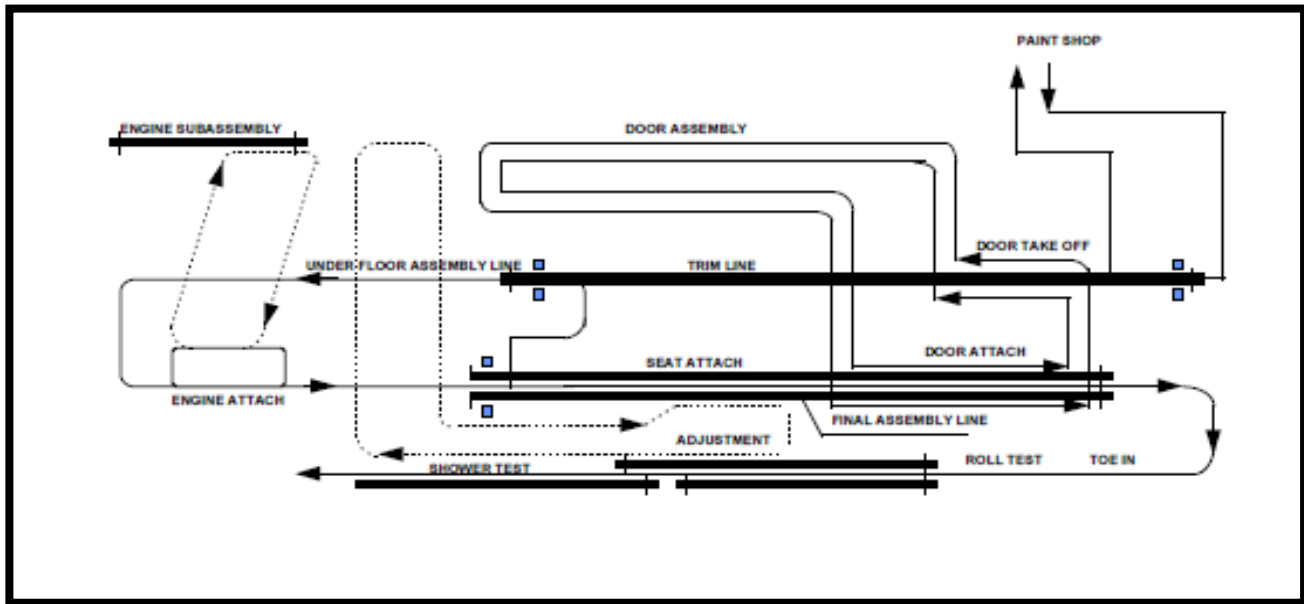 PAINT SHOP
ENGINE SUBASSEMBLY
DOOR ASSEMBLY
DOOR TAKE OFF
UNDER-FLOOR ASSEMBLY LINE
TRIM LINE
DOOR ATTACH
SEAT ATTACH
ENGINE ATTACH
FINAL ASSEMBLY LINE
ADJUSTMENT
SHOWER TEST
ROLL TEST
TOE IN